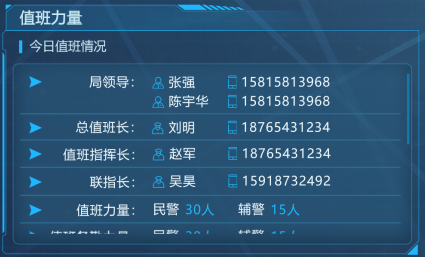 值班力量
今日值班情况
局领导： 张强 15815813968
陈宇华 15815813968
总值班长： 刘明 18765431234
值班指挥长： 赵军 18765431234
联指长： 吴昊 15918732492
值班力量： 民警 30人 辅警 15人